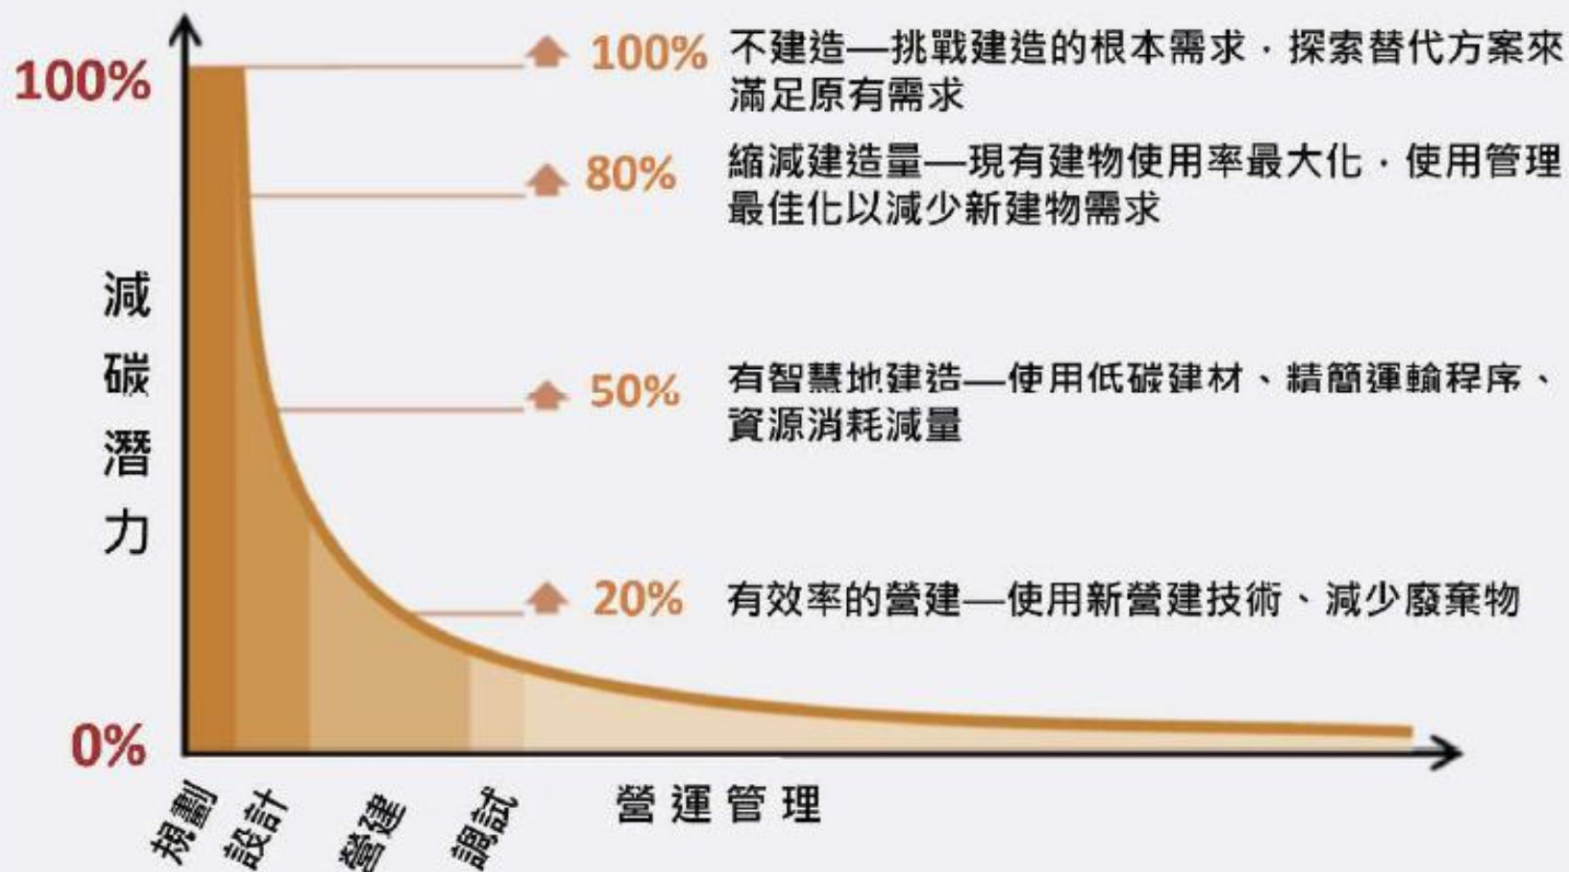 100%
100%
不建造—挑戰建造的根本需求，探索替代方案來
滿足原有需求
80%
縮減建造量—現有建物使用率最大化，使用管理
最佳化以減少新建物需求
減碳潛力
50%
有智慧地建造—使用低碳建材、精簡運輸程序、
資源消耗減量
20%
有效率的營建—使用新營建技術、減少廢棄物
0%
規劃
設計
營建
調試
營運管理